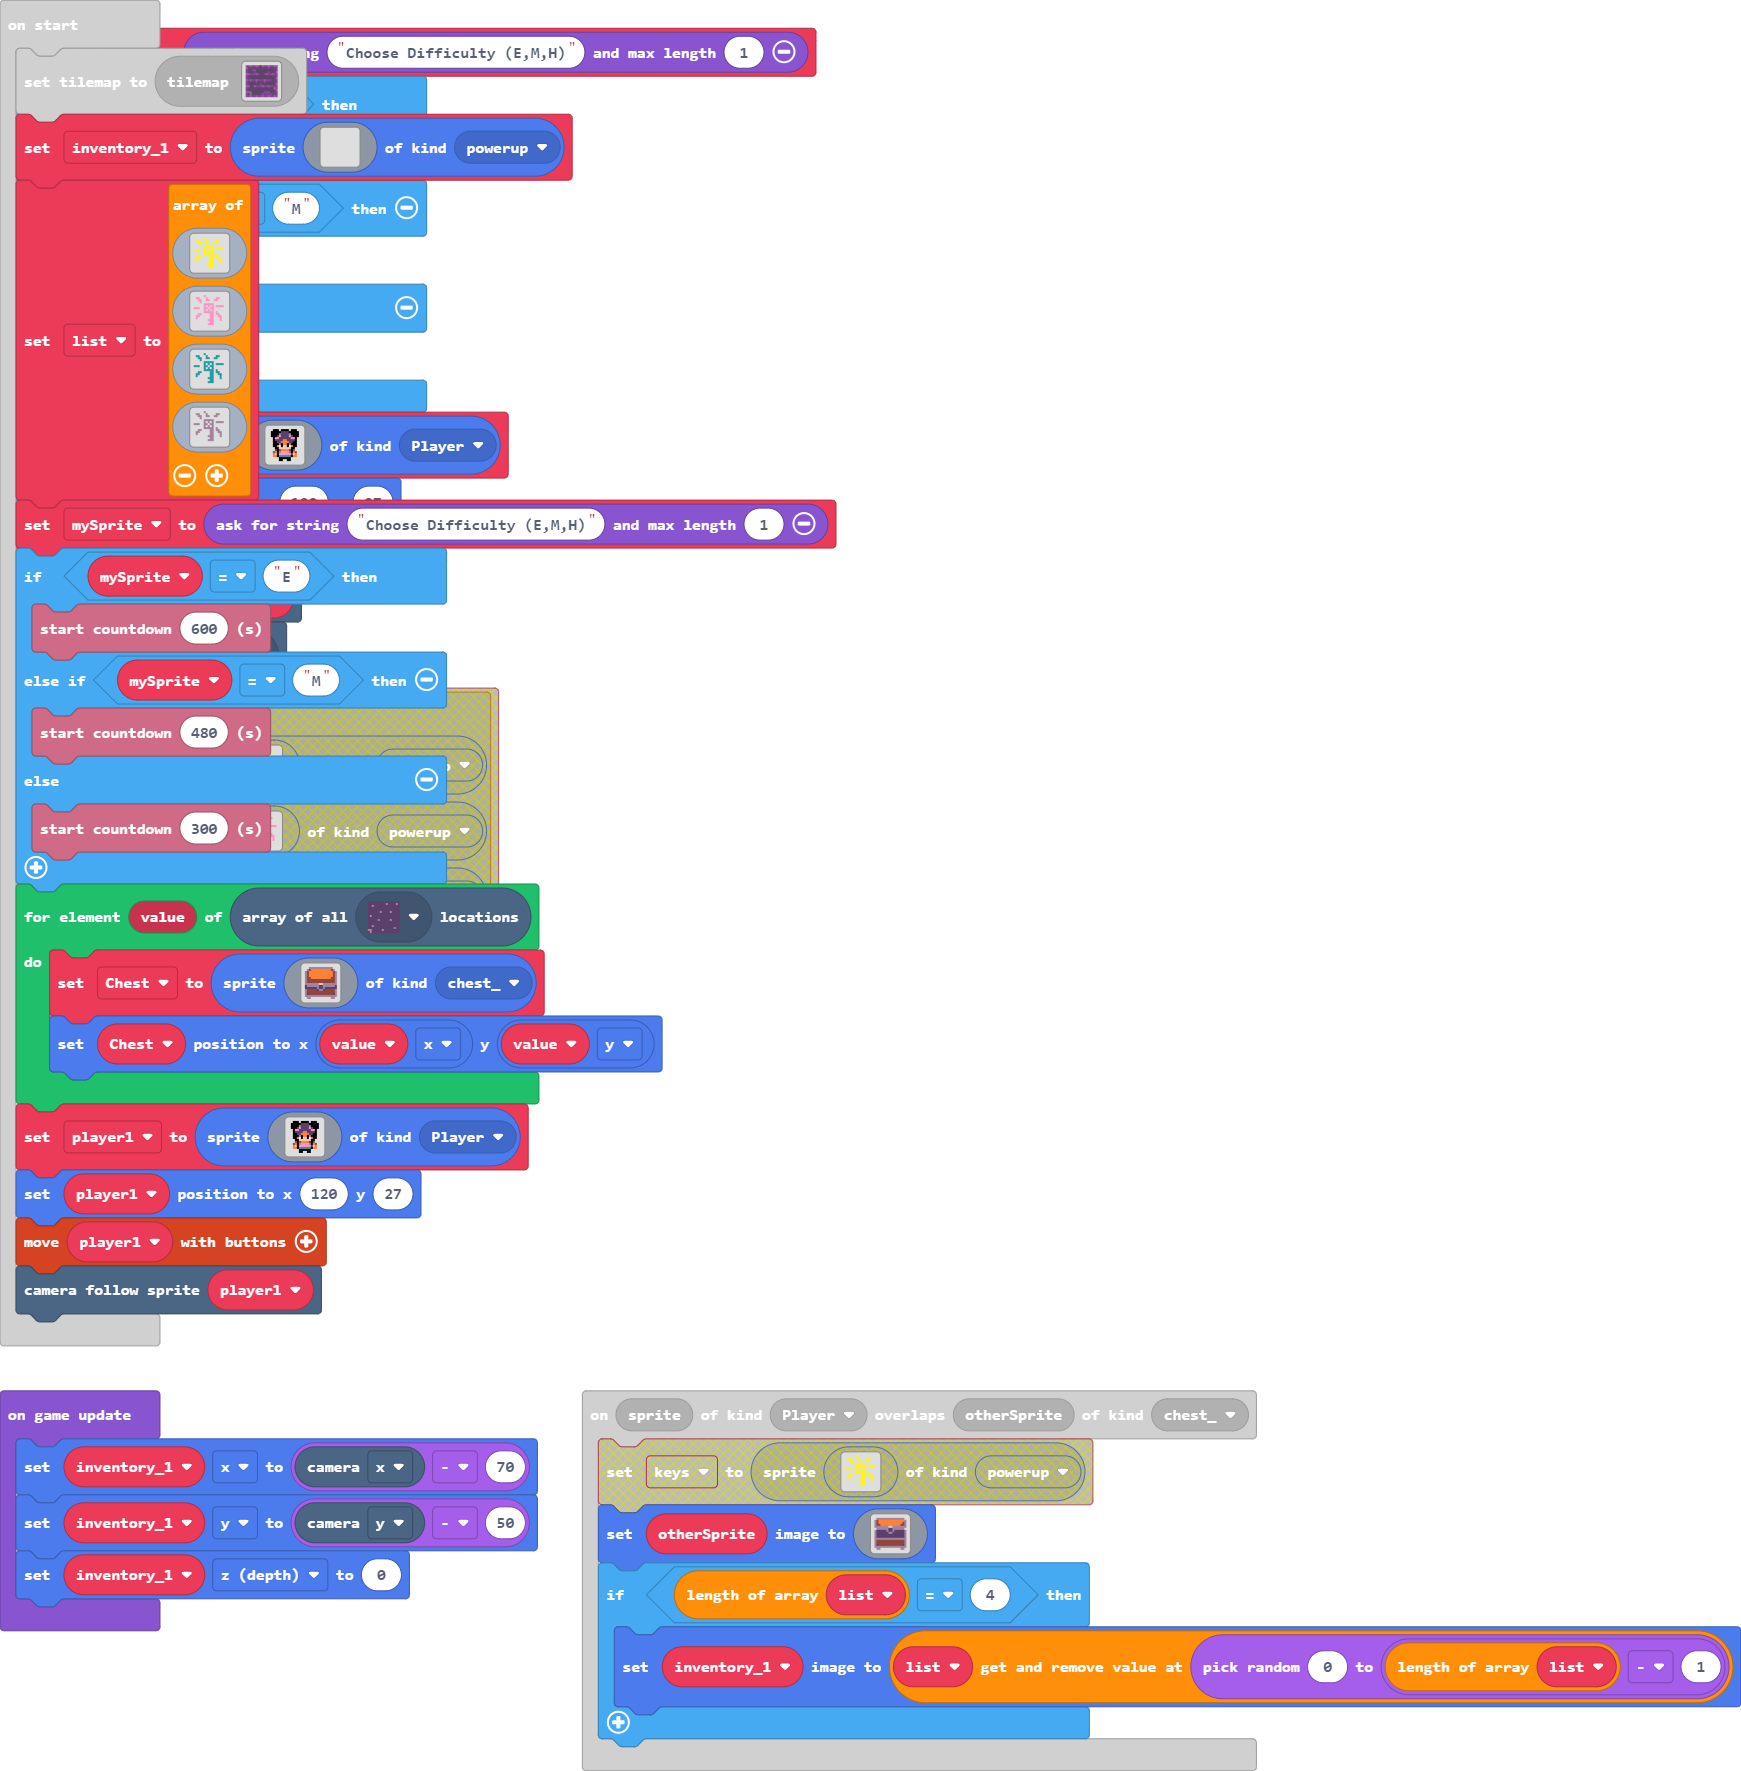 on start
ng "Choose Difficulty (E,M,H)" and max length 1
set tilemap to tilemap
then
set inventory_1 to sprite of kind powerup
array of
"M" then
set list to
of kind Player
set mySprite to ask for string "Choose Difficulty (E,M,H)" and max length 1
if mySprite = "E" then
start countdown 600 (s)
else if mySprite = "M" then
start countdown 480 (s)
else
start countdown 300 (s)
of kind powerup
for element value of array of all locations
do
set Chest to sprite of kind chest_
set Chest position to x value x y value y
set player1 to sprite of kind Player
set player1 position to x 120 y 27
move player1 with buttons
camera follow sprite player1
on game update
set inventory_1 x to camera x - 70
set inventory_1 y to camera y - 50
set inventory_1 z (depth) to 0
on sprite of kind Player overlaps otherSprite of kind chest_
set keys to sprite of kind powerup
set otherSprite image to
if length of array list = 4 then
set inventory_1 image to list get and remove value at pick random 0 to length of array list - 1